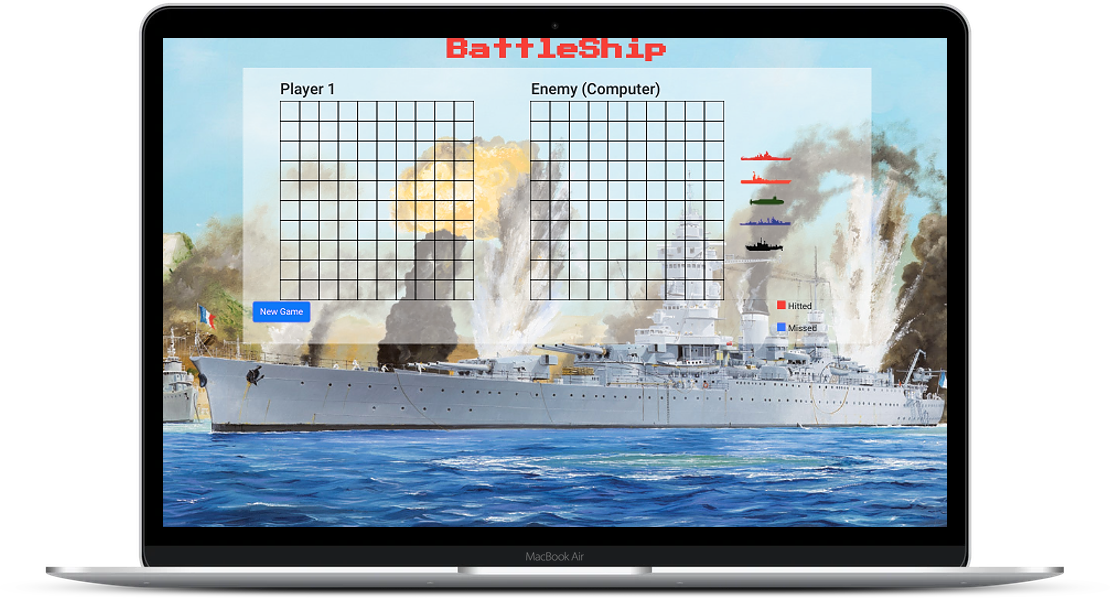 BattleShip
Player 1
Enemy (Computer)
New Game
Hitted
Missed
MacBook Air